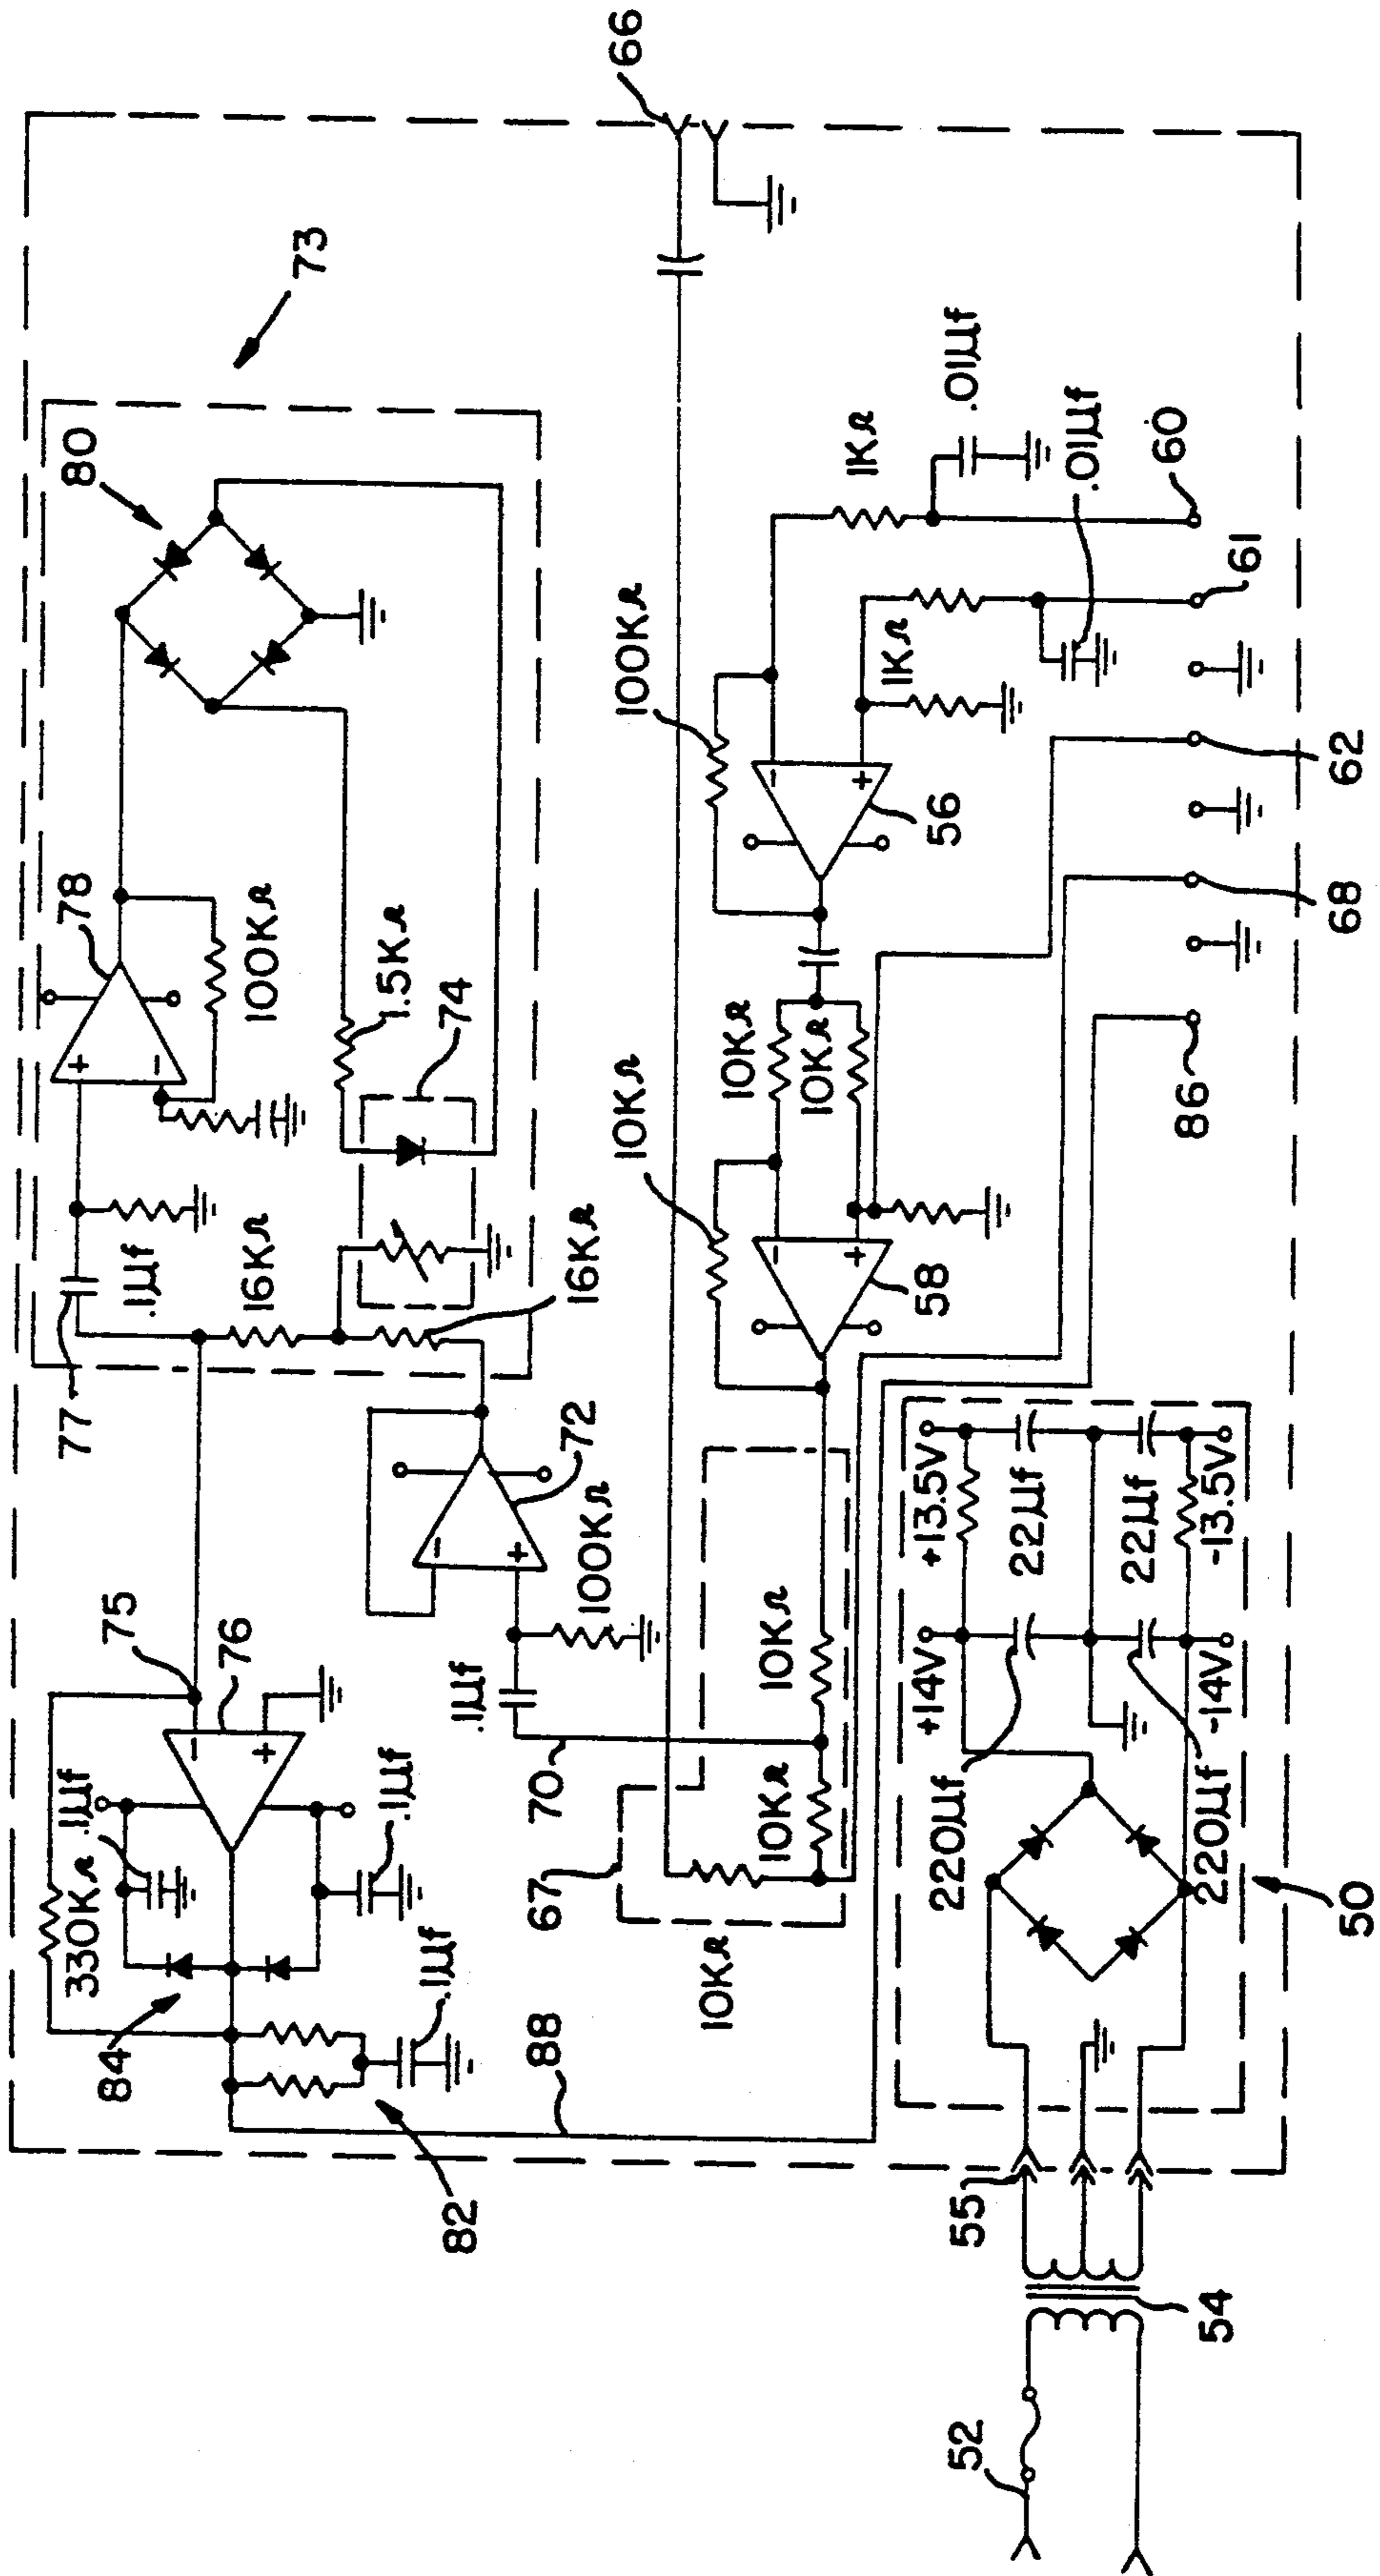 66
73
80
78
+
-
100KΩ
1.5KΩ
74
.1µf
77
16KΩ
16KΩ
75
76
-
+
330KΩ
.1µf
.1µf
.1µf
84
82
88
-
+
72
100KΩ
.1µf
70
67
10KΩ
10KΩ
10KΩ
1KΩ
.01µf
.01µf
60
61
1KΩ
100KΩ
-
+
56
62
68
86
10KΩ
10KΩ
10KΩ
-
+
58
+13.5V
22µf
22µf
-13.5V
+14V
-14V
220µf
220µf
50
55
54
52